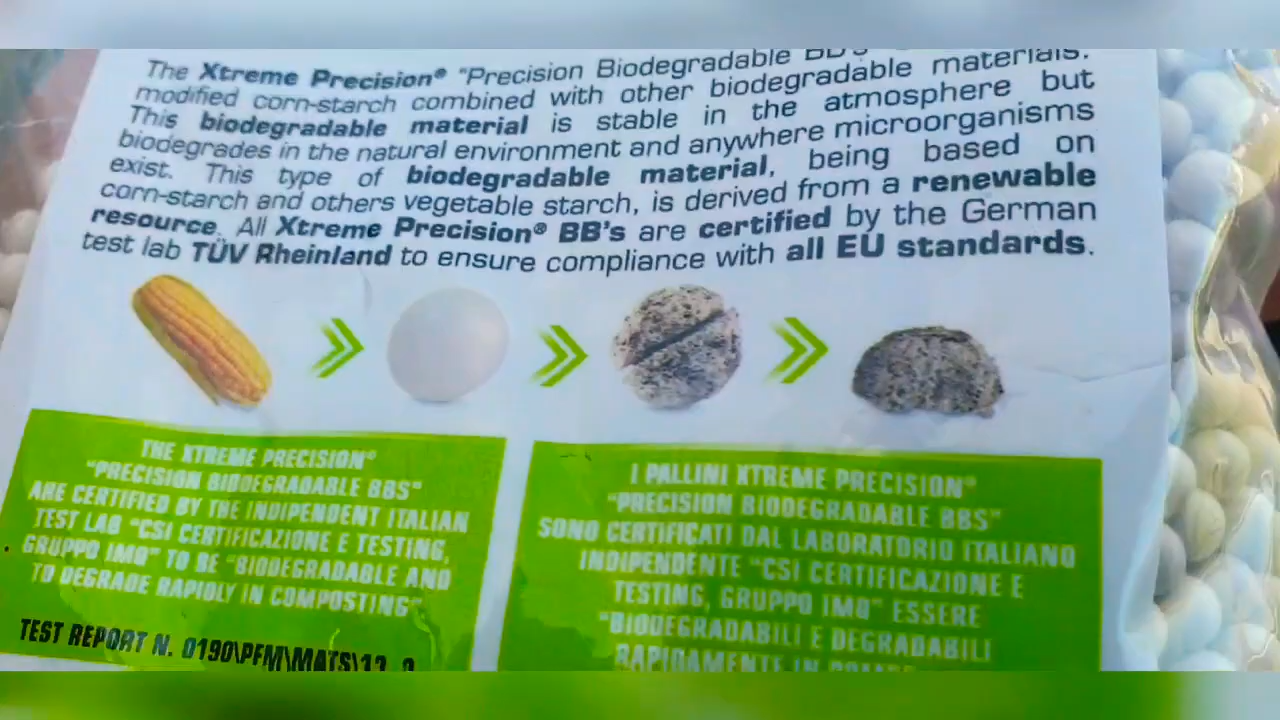 The Xtreme Precision® "Precision Biodegradable BB's
modified corn-starch combined with other biodegradable materials.
This biodegradable material is stable in the atmosphere but
biodegrades in the natural environment and anywhere microorganisms
exist. This type of biodegradable material, being based on
corn-starch and others vegetable starch, is derived from a renewable
resource. All Xtreme Precision® BB's are certified by the German
test lab TÜV Rheinland to ensure compliance with all EU standards.
THE XTREME PRECISION®
"PRECISION BIODEGRADABLE BBS"
ARE CERTIFIED BY THE INDIPENDENT ITALIAN
TEST LAB "CSI CERTIFICAZIONE E TESTING,
GRUPPO IMQ" TO BE "BIODEGRADABLE AND
TO DEGRADE RAPIDLY IN COMPOSTING"
TEST REPORT N. 0190\PFM\MATS\12
I PALLINI XTREME PRECISION®
"PRECISION BIODEGRADABLE BBS"
SONO CERTIFICATI DAL LABORATORIO ITALIANO
INDIPENDENTE "CSI CERTIFICAZIONE E
TESTING, GRUPPO IMQ" ESSERE
"BIODEGRADABILI E DEGRADABILI
RAPIDAMENTE IN